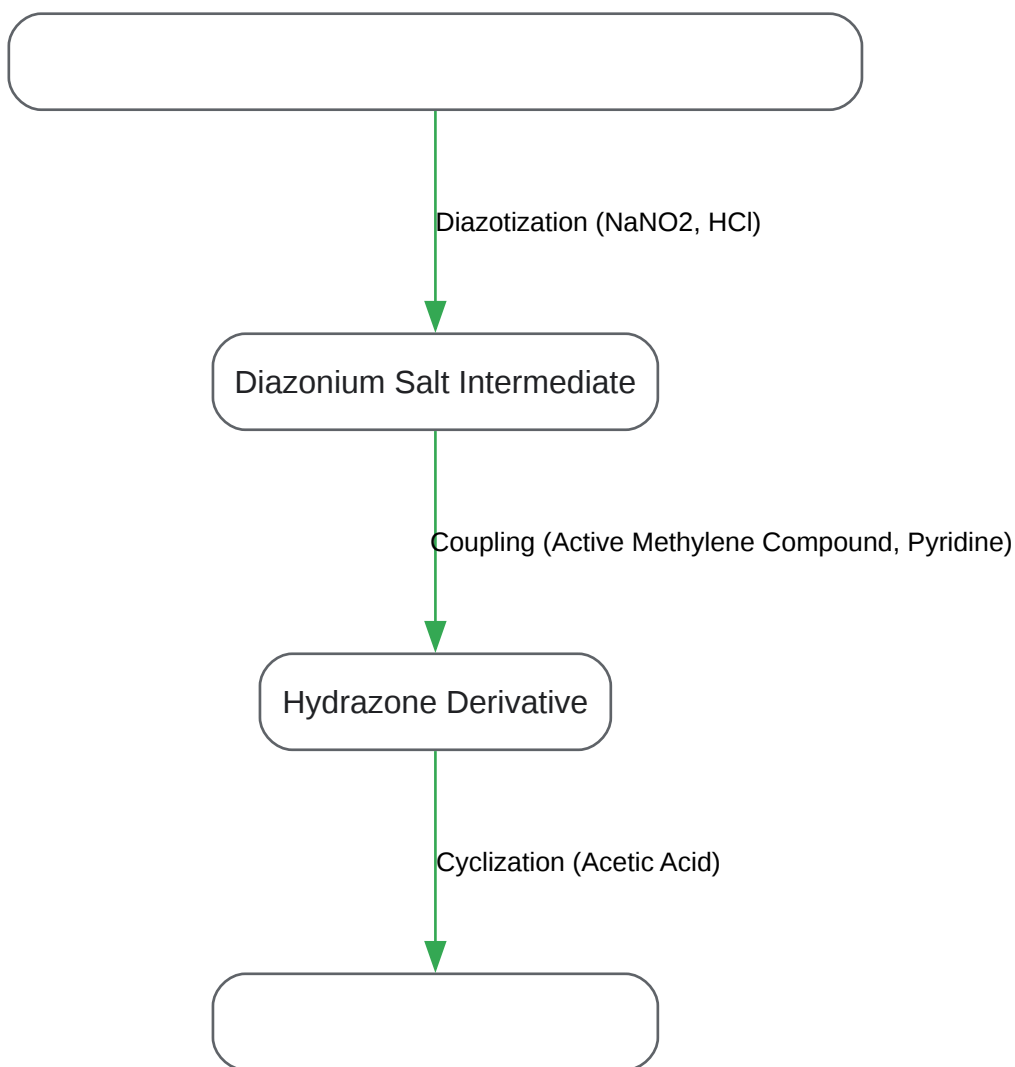 Diazotization (NaNO2, HCl)
Diazonium Salt Intermediate
Coupling (Active Methylene Compound, Pyridine)
Hydrazone Derivative
Cyclization (Acetic Acid)